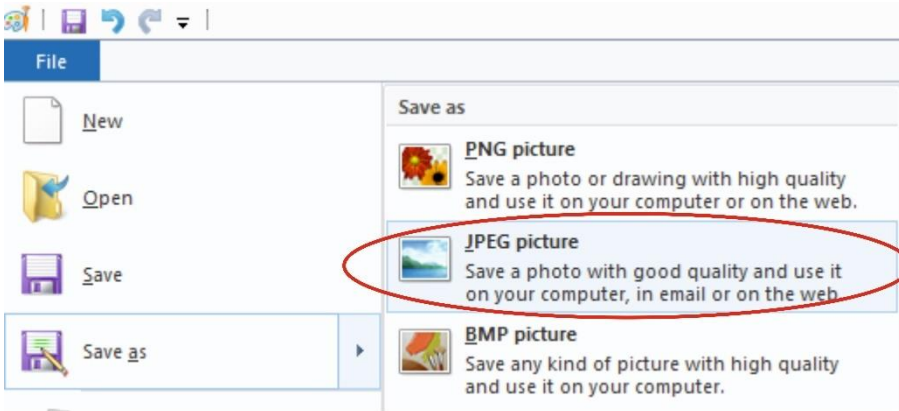 File
New
Open
Save
Save as
Save as
PNG picture
Save a photo or drawing with high quality
and use it on your computer or on the web.
JPEG picture
Save a photo with good quality and use it
on your computer, in email or on the web.
BMP picture
Save any kind of picture with high quality
and use it on your computer.